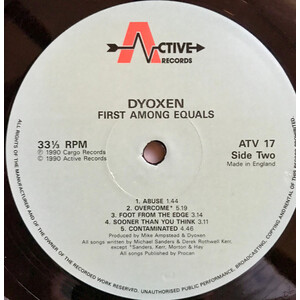 ACTIVE
RECORDS
DYOXEN
FIRST AMONG EQUALS
33⅓ RPM
℗ 1990 Cargo Records
© 1990 Active Records
ATV 17
Side Two
Made in England
1. ABUSE 1.44
2. OVERCOME* 5.19
3. FOOT FROM THE EDGE 3.14
4. SOONER THAN YOU THINK 3.11
5. CONTAMINATED 4.46
Produced by Mike Ampstead & Dyoxen
All songs written by Michael Sanders & Derek Rothwell Kerr,
except *Sanders, Kerr, Morton & Hay
All songs Published by Procan
ALL RIGHTS OF THE MANUFACTURER AND OF THE OWNER OF THE RECORDED WORK RESERVED. UNAUTHORISED PUBLIC PERFORMANCE, BROADCASTING, COPYING AND RENTAL OF THIS RECORD